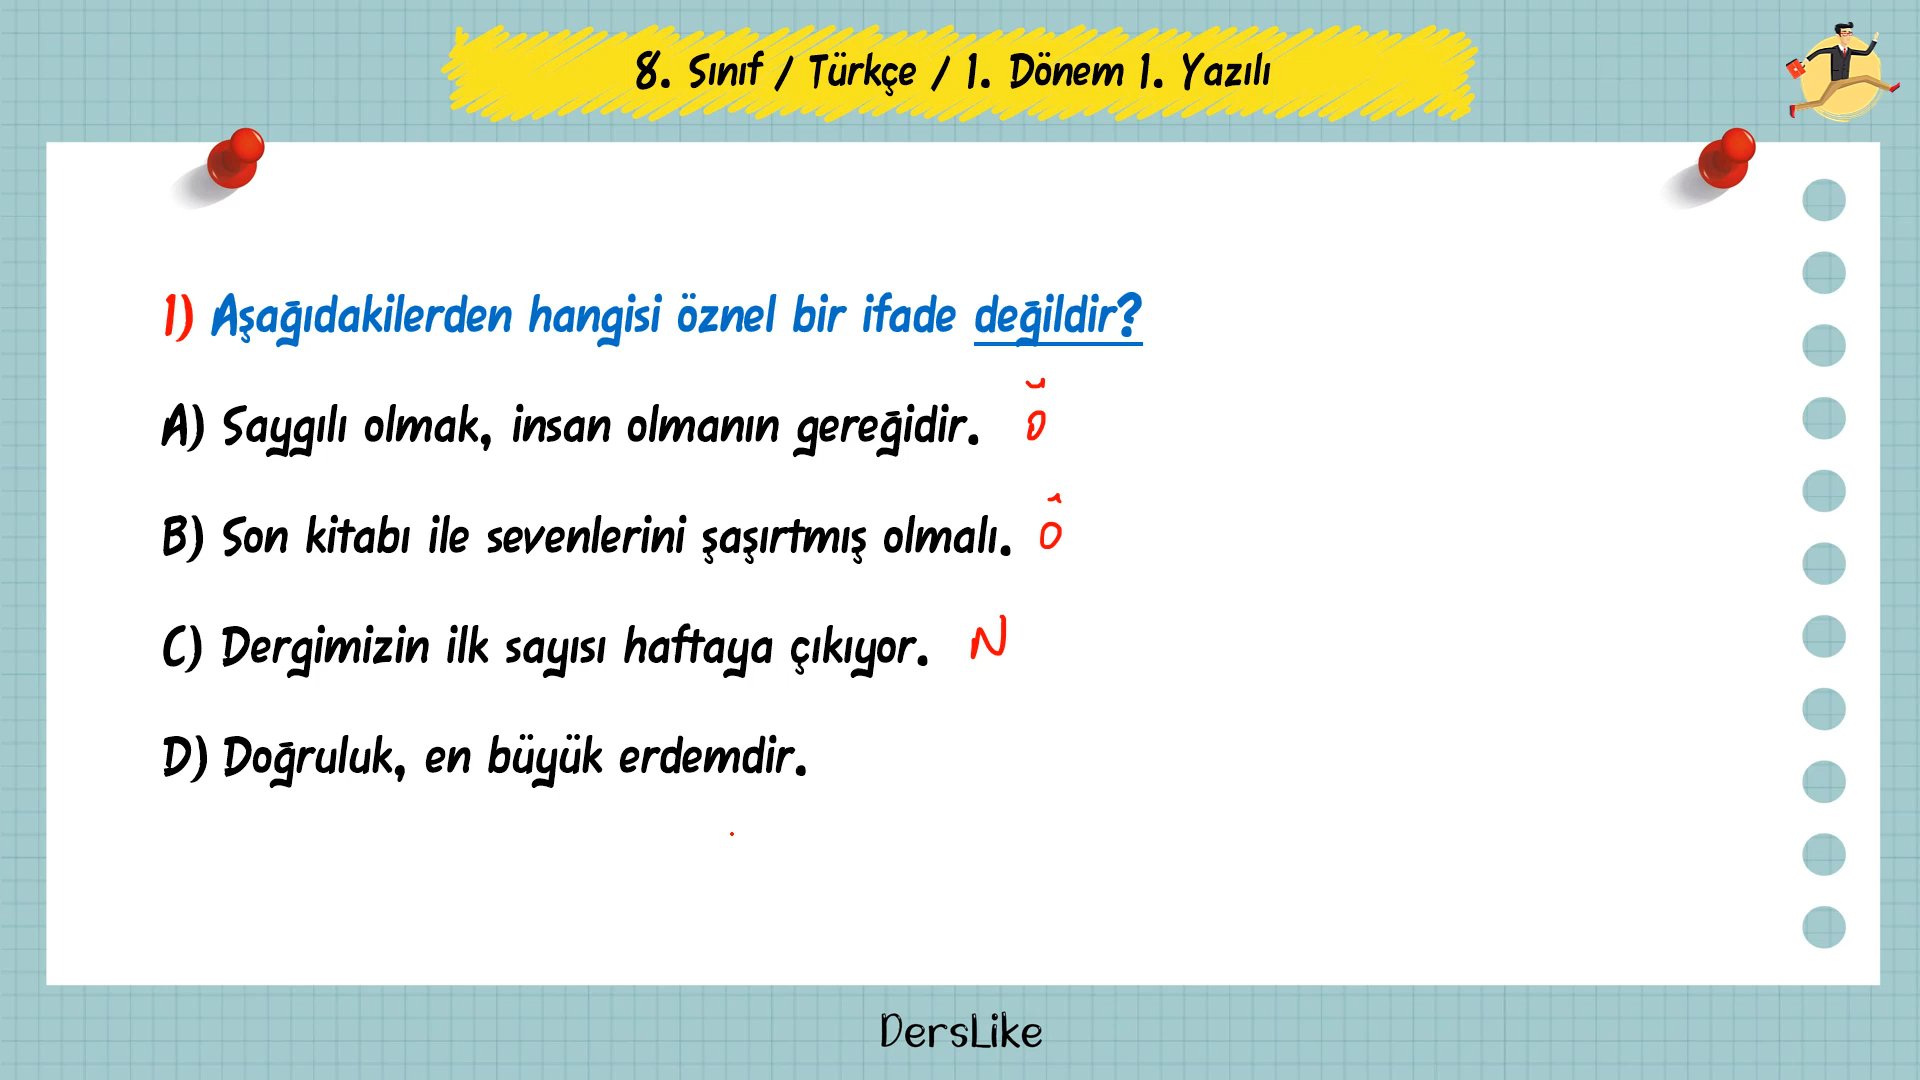 8. Sınıf / Türkçe / 1. Dönem 1. Yazılı
1) Aşağıdakilerden hangisi öznel bir ifade değildir?
A) Saygılı olmak, insan olmanın gereğidir. Ö
B) Son kitabı ile sevenlerini şaşırtmış olmalı. Ö
C) Dergimizin ilk sayısı haftaya çıkıyor. N
D) Doğruluk, en büyük erdemdir.
DersLike